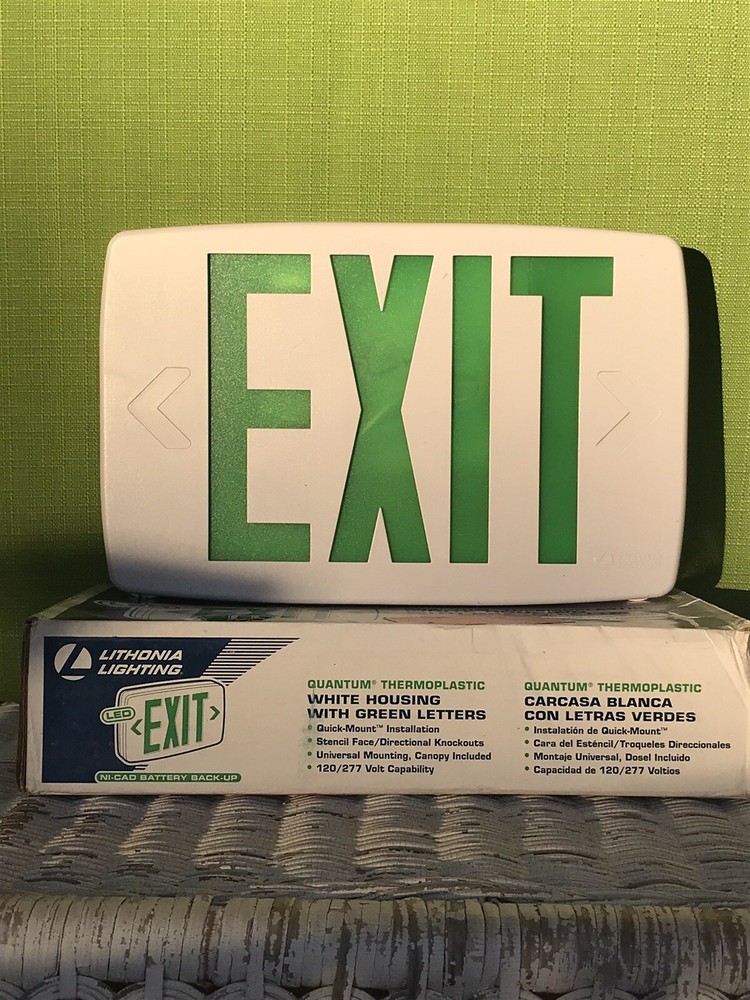 EXIT
LITHONIA
LIGHTING
LED
EXIT
NI-CAD BATTERY BACK-UP
QUANTUM® THERMOPLASTIC
WHITE HOUSING
WITH GREEN LETTERS
• Quick-Mount™ Installation
• Stencil Face/Directional Knockouts
• Universal Mounting, Canopy Included
• 120/277 Volt Capability
QUANTUM® THERMOPLASTIC
CARCASA BLANCA
CON LETRAS VERDES
• Instalación de Quick-Mount™
• Cara del Esténcil/Troqueles Direccionales
• Montaje Universal, Dosel Incluido
• Capacidad de 120/277 Voltios